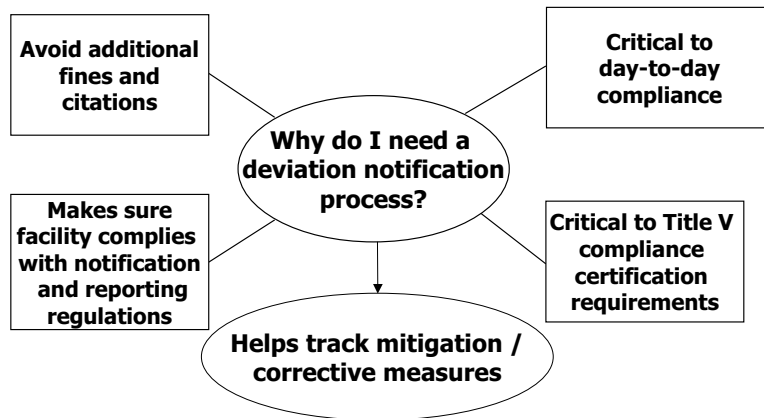 Avoid additional
fines and
citations
Critical to
day-to-day
compliance
Why do I need a
deviation notification
process?
Makes sure
facility complies
with notification
and reporting
regulations
Critical to Title V
compliance
certification
requirements
Helps track mitigation /
corrective measures